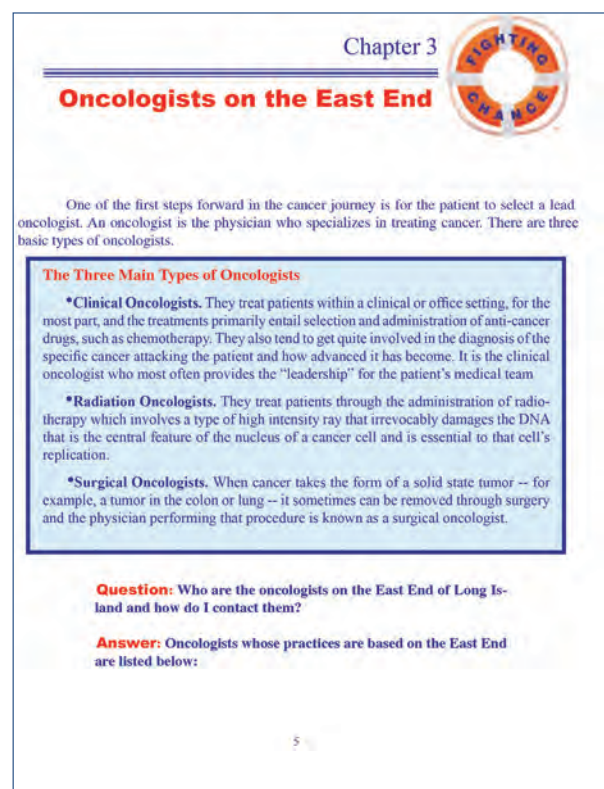 Chapter 3
FIGHTING
CHANCE
Oncologists on the East End
One of the first steps forward in the cancer journey is for the patient to select a lead
oncologist. An oncologist is the physician who specializes in treating cancer. There are three
basic types of oncologists.
The Three Main Types of Oncologists
•Clinical Oncologists. They treat patients within a clinical or office setting, for the
most part, and the treatments primarily entail selection and administration of anti-cancer
drugs, such as chemotherapy. They also tend to get quite involved in the diagnosis of the
specific cancer attacking the patient and how advanced it has become. It is the clinical
oncologist who most often provides the “leadership” for the patient’s medical team
•Radiation Oncologists. They treat patients through the administration of radio-
therapy which involves a type of high intensity ray that irrevocably damages the DNA
that is the central feature of the nucleus of a cancer cell and is essential to that cell’s
replication.
•Surgical Oncologists. When cancer takes the form of a solid state tumor -- for
example, a tumor in the colon or lung -- it sometimes can be removed through surgery
and the physician performing that procedure is known as a surgical oncologist.
Question: Who are the oncologists on the East End of Long Is-
land and how do I contact them?
Answer: Oncologists whose practices are based on the East End
are listed below:
5